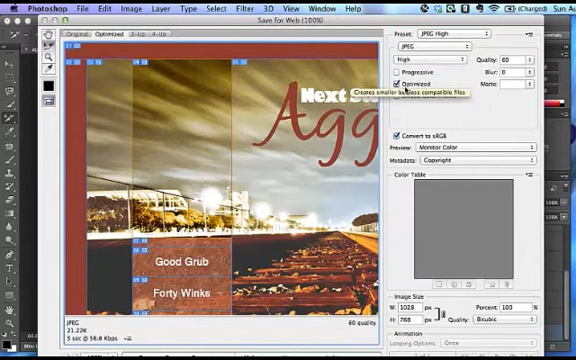 Photoshop File Edit Image Layer Type Select Filter 3D View Window Help (Charged) Sun Au
Save for Web (100%)
Original Optimized 2-Up 4-Up
Preset: JPEG High
JPEG
High Quality: 60
Progressive Blur: 0
Optimized Matte:
Creates smaller but less compatible files
Next St
Agg
Convert to sRGB
Preview: Monitor Color
Metadata: Copyright
Color Table
Good Grub
Forty Winks
Image Size
W: 1028 px Percent: 100 %
H: 768 px Quality: Bicubic
JPEG 60 quality
21.22K
5 sec @ 56.6 Kbps
Animation
Looping Options: Once